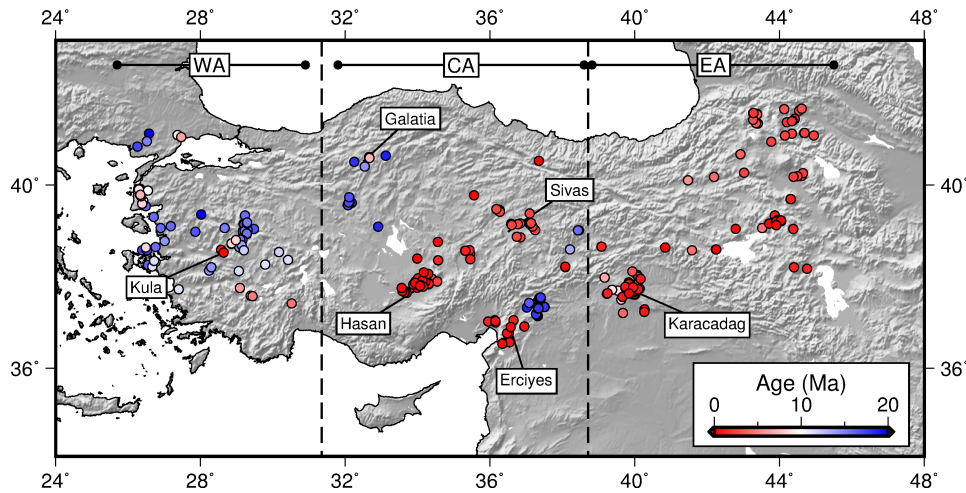 24° 28° 32° 36° 40° 44° 48°
WA CA EA
Galatia
40° 40°
Sivas
Kula
Hasan Karacadag
36° 36°
Erciyes
Age (Ma)
0 10 20
24° 28° 32° 36° 40° 44° 48°